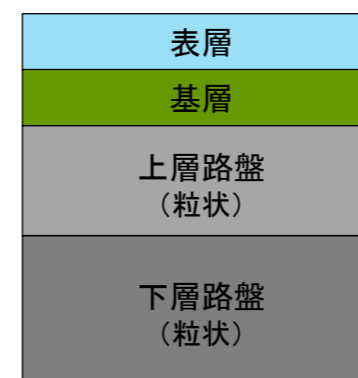 表層
基層
上層路盤
（粒状）
下層路盤
（粒状）